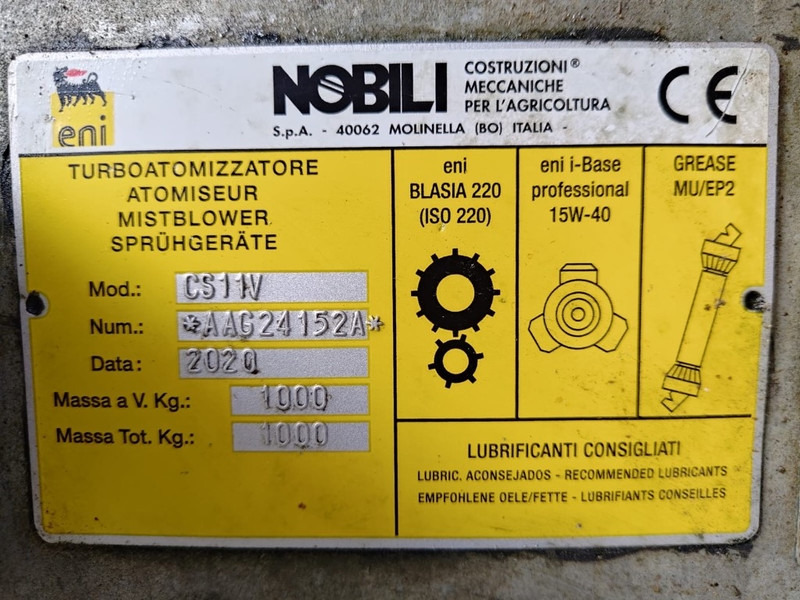 eni
NOBILI
COSTRUZIONI®
MECCANICHE
PER L'AGRICOLTURA
S.p.A. - 40062 MOLINELLA (BO) ITALIA -
CE
TURBOATOMIZZATORE
ATOMISEUR
MISTBLOWER
SPRÜHGERÄTE
Mod.: CS11V
Num.: *AAG24152A*
Data: 2020
Massa a V. Kg.: 1000
Massa Tot. Kg.: 1000
eni
BLASIA 220
(ISO 220)
eni i-Base
professional
15W-40
GREASE
MU/EP2
LUBRIFICANTI CONSIGLIATI
LUBRIC. ACONSEJADOS - RECOMMENDED LUBRICANTS
EMPFOHLENE OELE/FETTE - LUBRIFIANTS CONSEILLES